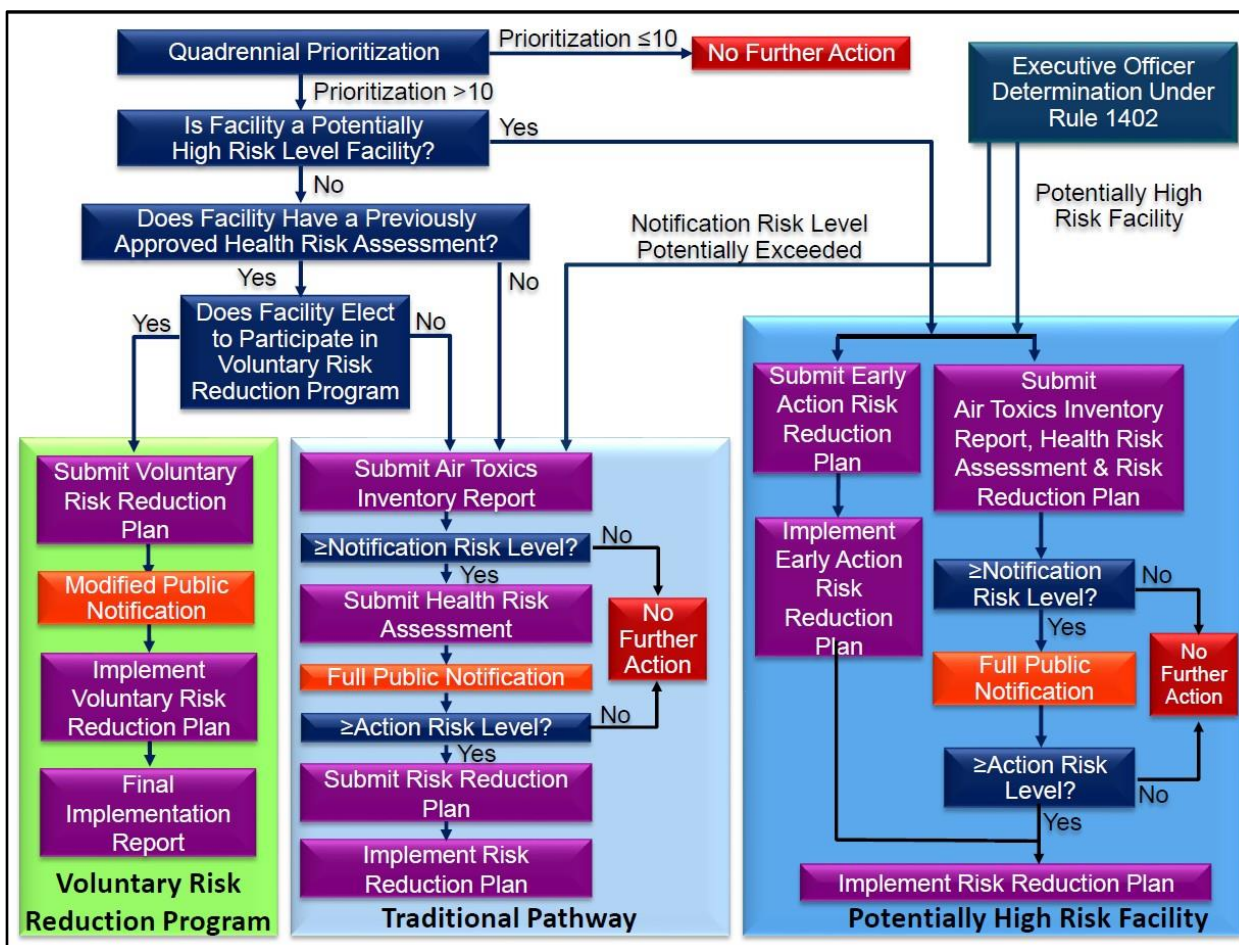 Quadrennial Prioritization
Prioritization ≤10
No Further Action
Executive Officer
Determination Under
Rule 1402
Prioritization >10
Is Facility a Potentially
High Risk Level Facility?
Yes
No
Potentially High
Risk Facility
Does Facility Have a Previously
Approved Health Risk Assessment?
Notification Risk Level
Potentially Exceeded
Yes
No
Does Facility Elect
to Participate in
Voluntary Risk
Reduction Program
Yes
No
Submit Voluntary
Risk Reduction
Plan
Modified Public
Notification
Implement
Voluntary Risk
Reduction Plan
Final
Implementation
Report
Voluntary Risk
Reduction Program
Submit Air Toxics
Inventory Report
≥Notification Risk Level?
No
Yes
Submit Health Risk
Assessment
No
Further
Action
Full Public Notification
≥Action Risk Level?
No
Yes
Submit Risk Reduction
Plan
Implement Risk
Reduction Plan
Traditional Pathway
Submit Early
Action Risk
Reduction
Plan
Implement
Early Action
Risk
Reduction
Plan
Submit
Air Toxics Inventory
Report, Health Risk
Assessment & Risk
Reduction Plan
≥Notification
Risk Level?
No
Yes
Full Public
Notification
No
Further
Action
≥Action Risk
Level?
No
Yes
Implement Risk Reduction Plan
Potentially High Risk Facility